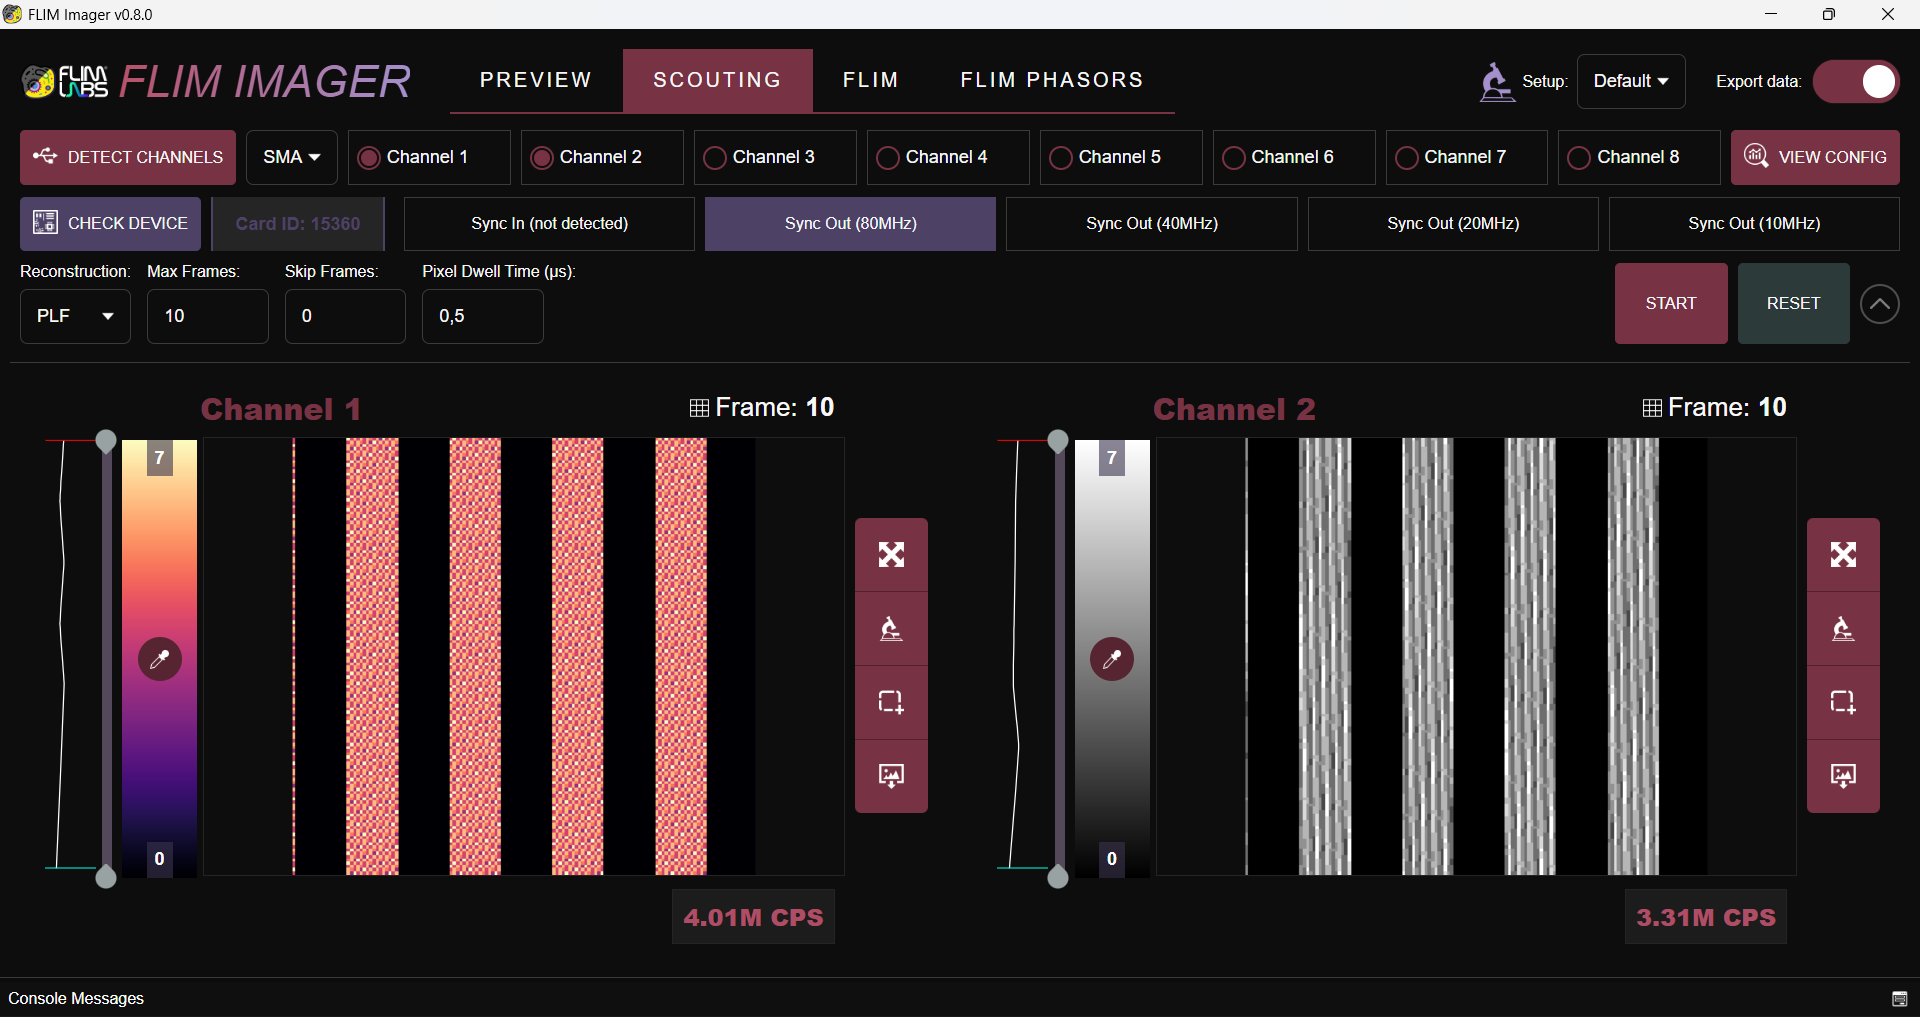 FLIM Imager v0.8.0
FLIM LABS FLIM IMAGER PREVIEW SCOUTING FLIM FLIM PHASORS Setup: Default Export data:
DETECT CHANNELS SMA Channel 1 Channel 2 Channel 3 Channel 4 Channel 5 Channel 6 Channel 7 Channel 8 VIEW CONFIG
CHECK DEVICE Card ID: 15360 Sync In (not detected) Sync Out (80MHz) Sync Out (40MHz) Sync Out (20MHz) Sync Out (10MHz)
Reconstruction: Max Frames: Skip Frames: Pixel Dwell Time (µs):
PLF 10 0 0,5 START RESET
Channel 1 Frame: 10 Channel 2 Frame: 10
7 7
0 0
4.01M CPS 3.31M CPS
Console Messages